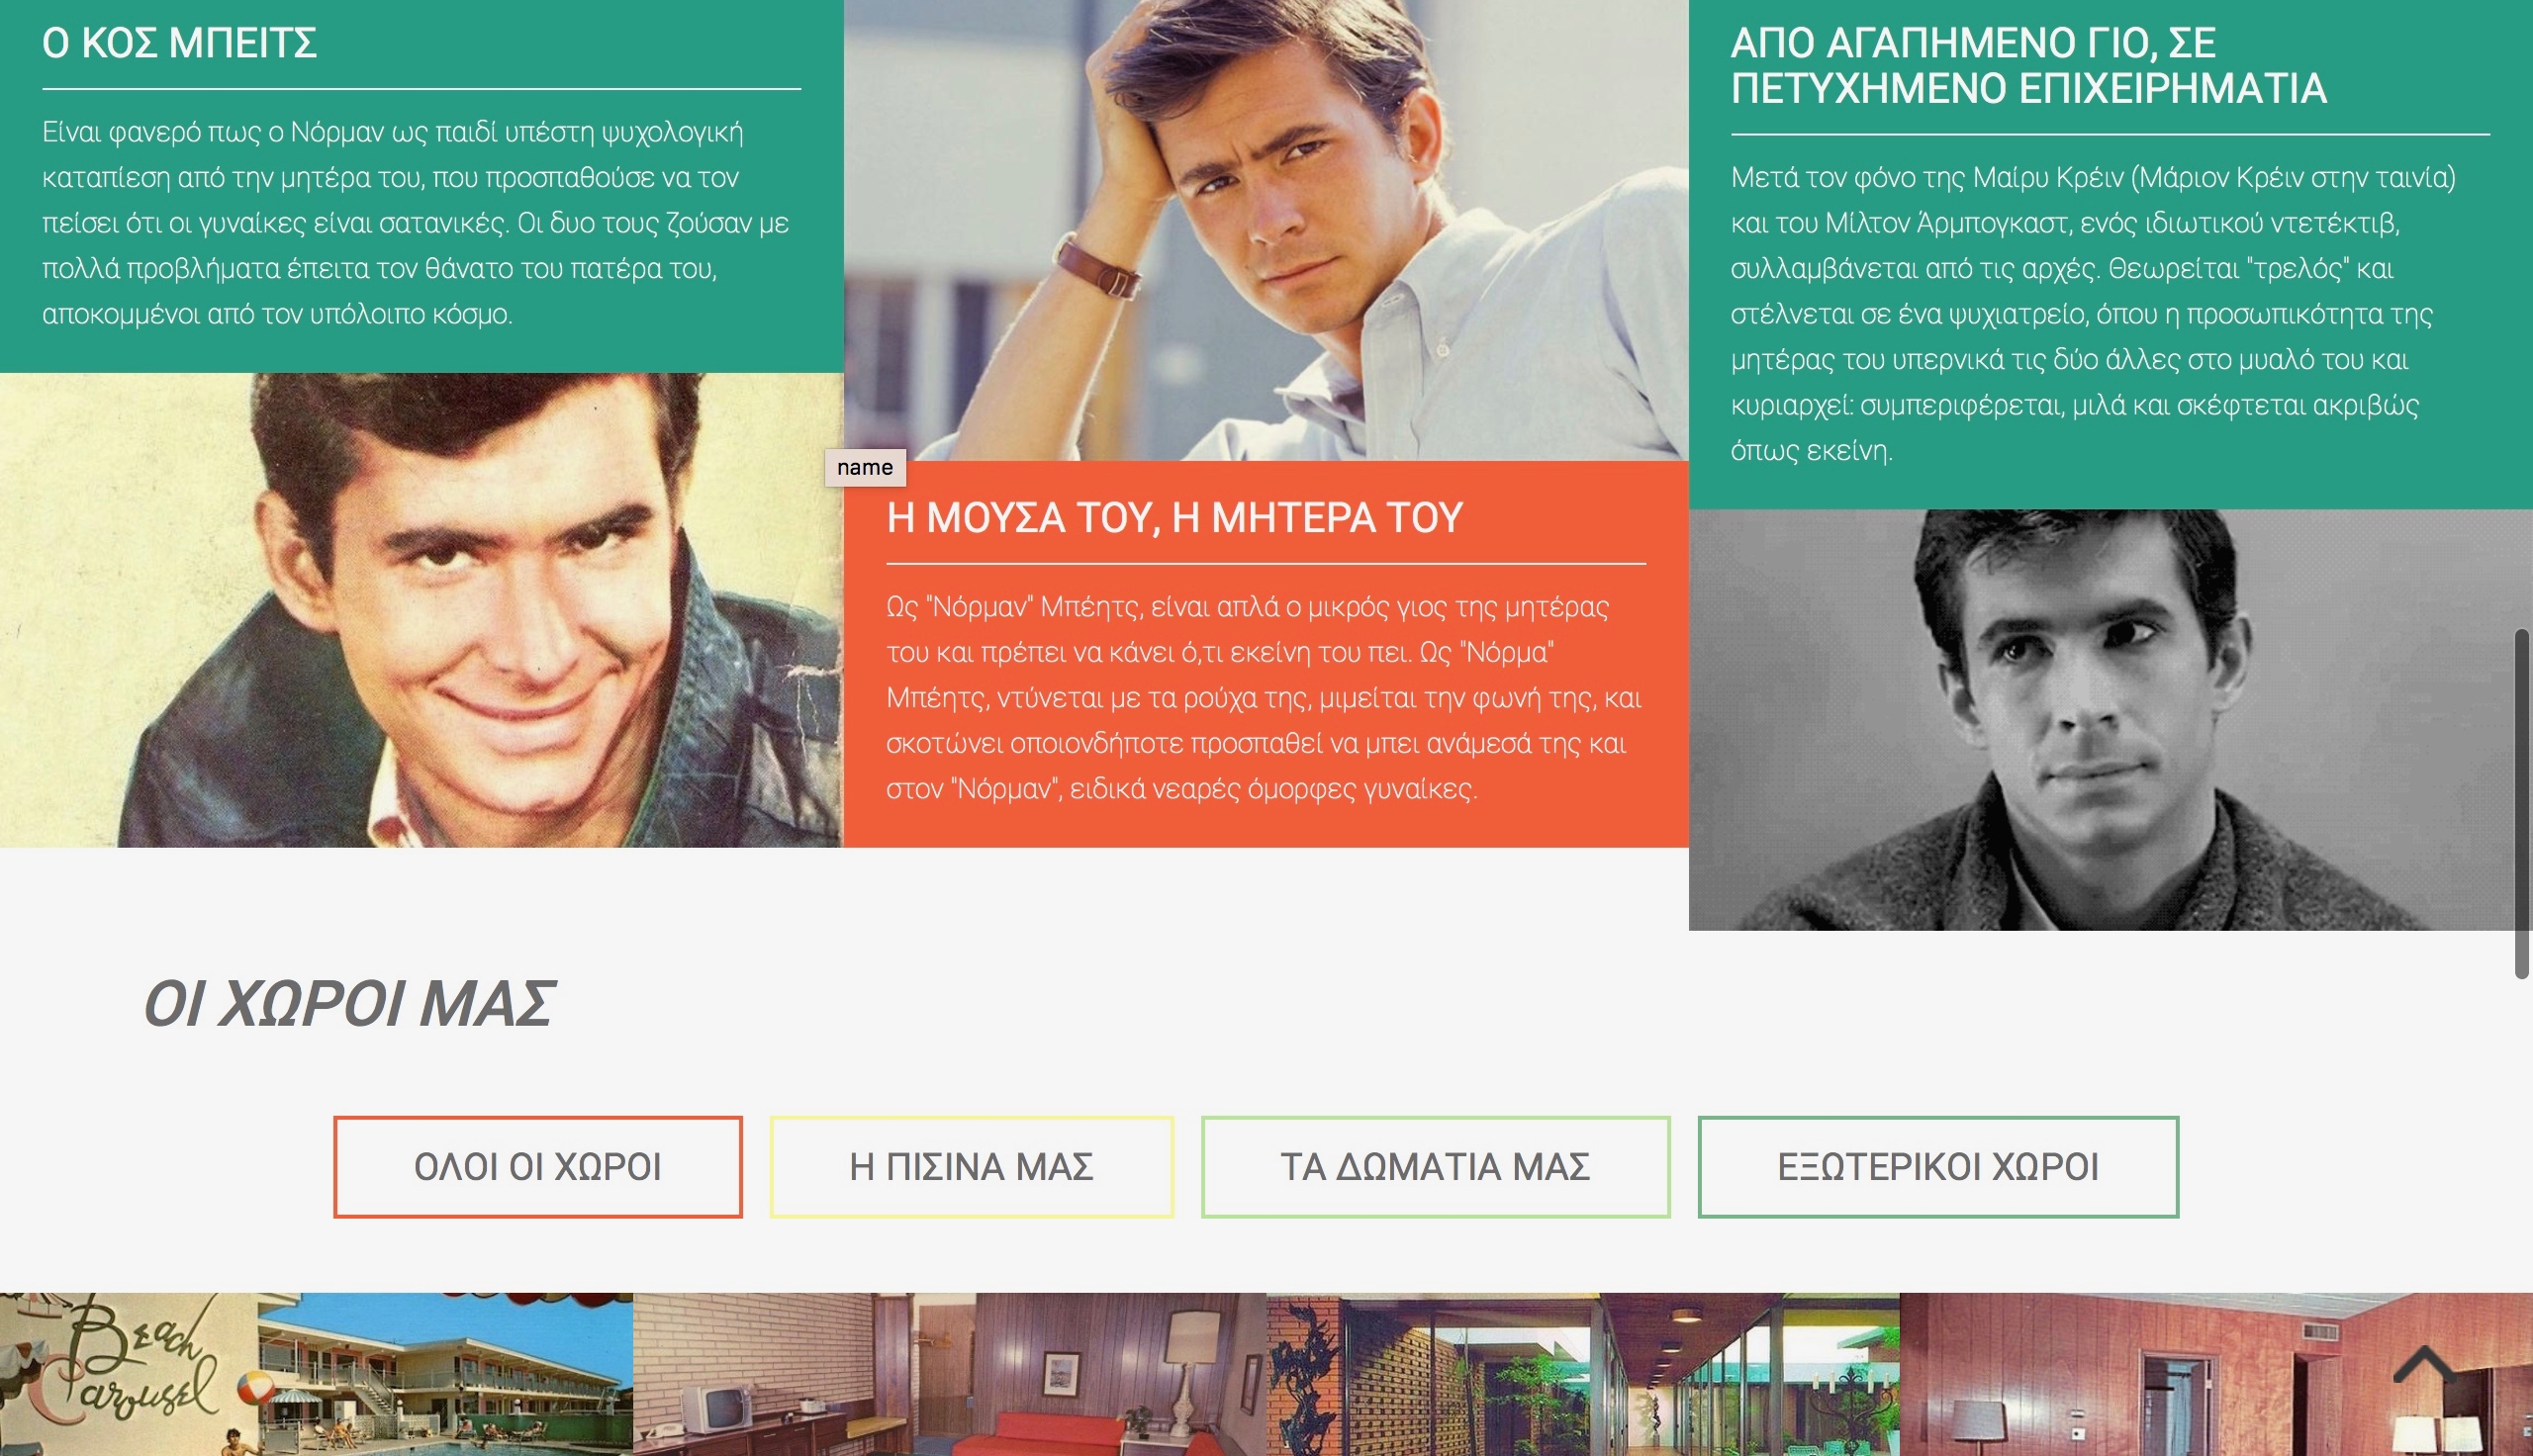 Ο ΚΟΣ ΜΠΕΙΤΣ
Είναι φανερό πως ο Νόρμαν ως παιδί υπέστη ψυχολογική
καταπίεση από την μητέρα του, που προσπαθούσε να τον
πείσει ότι οι γυναίκες είναι σατανικές. Οι δυο τους ζούσαν με
πολλά προβλήματα έπειτα τον θάνατο του πατέρα του,
αποκομμένοι από τον υπόλοιπο κόσμο.
name
Η ΜΟΥΣΑ ΤΟΥ, Η ΜΗΤΕΡΑ ΤΟΥ
Ως "Νόρμαν" Μπέητς, είναι απλά ο μικρός γιος της μητέρας
του και πρέπει να κάνει ό,τι εκείνη του πει. Ως "Νόρμα"
Μπέητς, ντύνεται με τα ρούχα της, μιμείται την φωνή της, και
σκοτώνει οποιονδήποτε προσπαθεί να μπει ανάμεσά της και
στον "Νόρμαν", ειδικά νεαρές όμορφες γυναίκες.
ΑΠΟ ΑΓΑΠΗΜΕΝΟ ΓΙΟ, ΣΕ
ΠΕΤΥΧΗΜΕΝΟ ΕΠΙΧΕΙΡΗΜΑΤΙΑ
Μετά τον φόνο της Μαίρυ Κρέιν (Μάριον Κρέιν στην ταινία)
και του Μίλτον Άρμπογκαστ, ενός ιδιωτικού ντετέκτιβ,
συλλαμβάνεται από τις αρχές. Θεωρείται "τρελός" και
στέλνεται σε ένα ψυχιατρείο, όπου η προσωπικότητα της
μητέρας του υπερνικά τις δύο άλλες στο μυαλό του και
κυριαρχεί: συμπεριφέρεται, μιλά και σκέφτεται ακριβώς
όπως εκείνη.
ΟΙ ΧΩΡΟΙ ΜΑΣ
ΟΛΟΙ ΟΙ ΧΩΡΟΙ
Η ΠΙΣΙΝΑ ΜΑΣ
ΤΑ ΔΩΜΑΤΙΑ ΜΑΣ
ΕΞΩΤΕΡΙΚΟΙ ΧΩΡΟΙ
Beach
Carousel